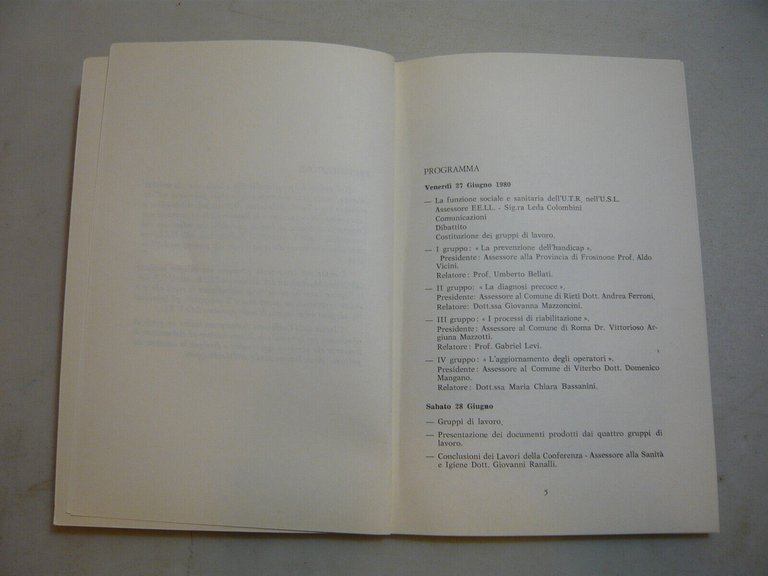 PROGRAMMA
Venerdì 27 Giugno 1980
— La funzione sociale e sanitaria dell'U.T.R. nell'U.S.L.
Assessore EE.LL. - Sig.ra Leda Colombini
Comunicazioni
Dibattito
Costituzione dei gruppi di lavoro.
— I gruppo: « La prevenzione dell'handicap ».
Presidente: Assessore alla Provincia di Frosinone Prof. Aldo
Vicini.
Relatore: Prof. Umberto Bellati.
— II gruppo: « La diagnosi precoce ».
Presidente: Assessore al Comune di Rieti Dott. Andrea Ferroni.
Relatore: Dott.ssa Giovanna Mazzoncini.
— III gruppo: « I processi di riabilitazione ».
Presidente: Assessore al Comune di Roma Dr. Vittorioso Ar-
giuna Mazzotti.
Relatore: Prof. Gabriel Levi.
— IV gruppo: « L'aggiornamento degli operatori ».
Presidente: Assessore al Comune di Viterbo Dott. Domenico
Mangano.
Relatore: Dott.ssa Maria Chiara Bassanini.
Sabato 28 Giugno
— Gruppi di lavoro.
— Presentazione dei documenti prodotti dai quattro gruppi di
lavoro.
— Conclusioni dei Lavori della Conferenza - Assessore alla Sanità
e Igiene Dott. Giovanni Ranalli.
5